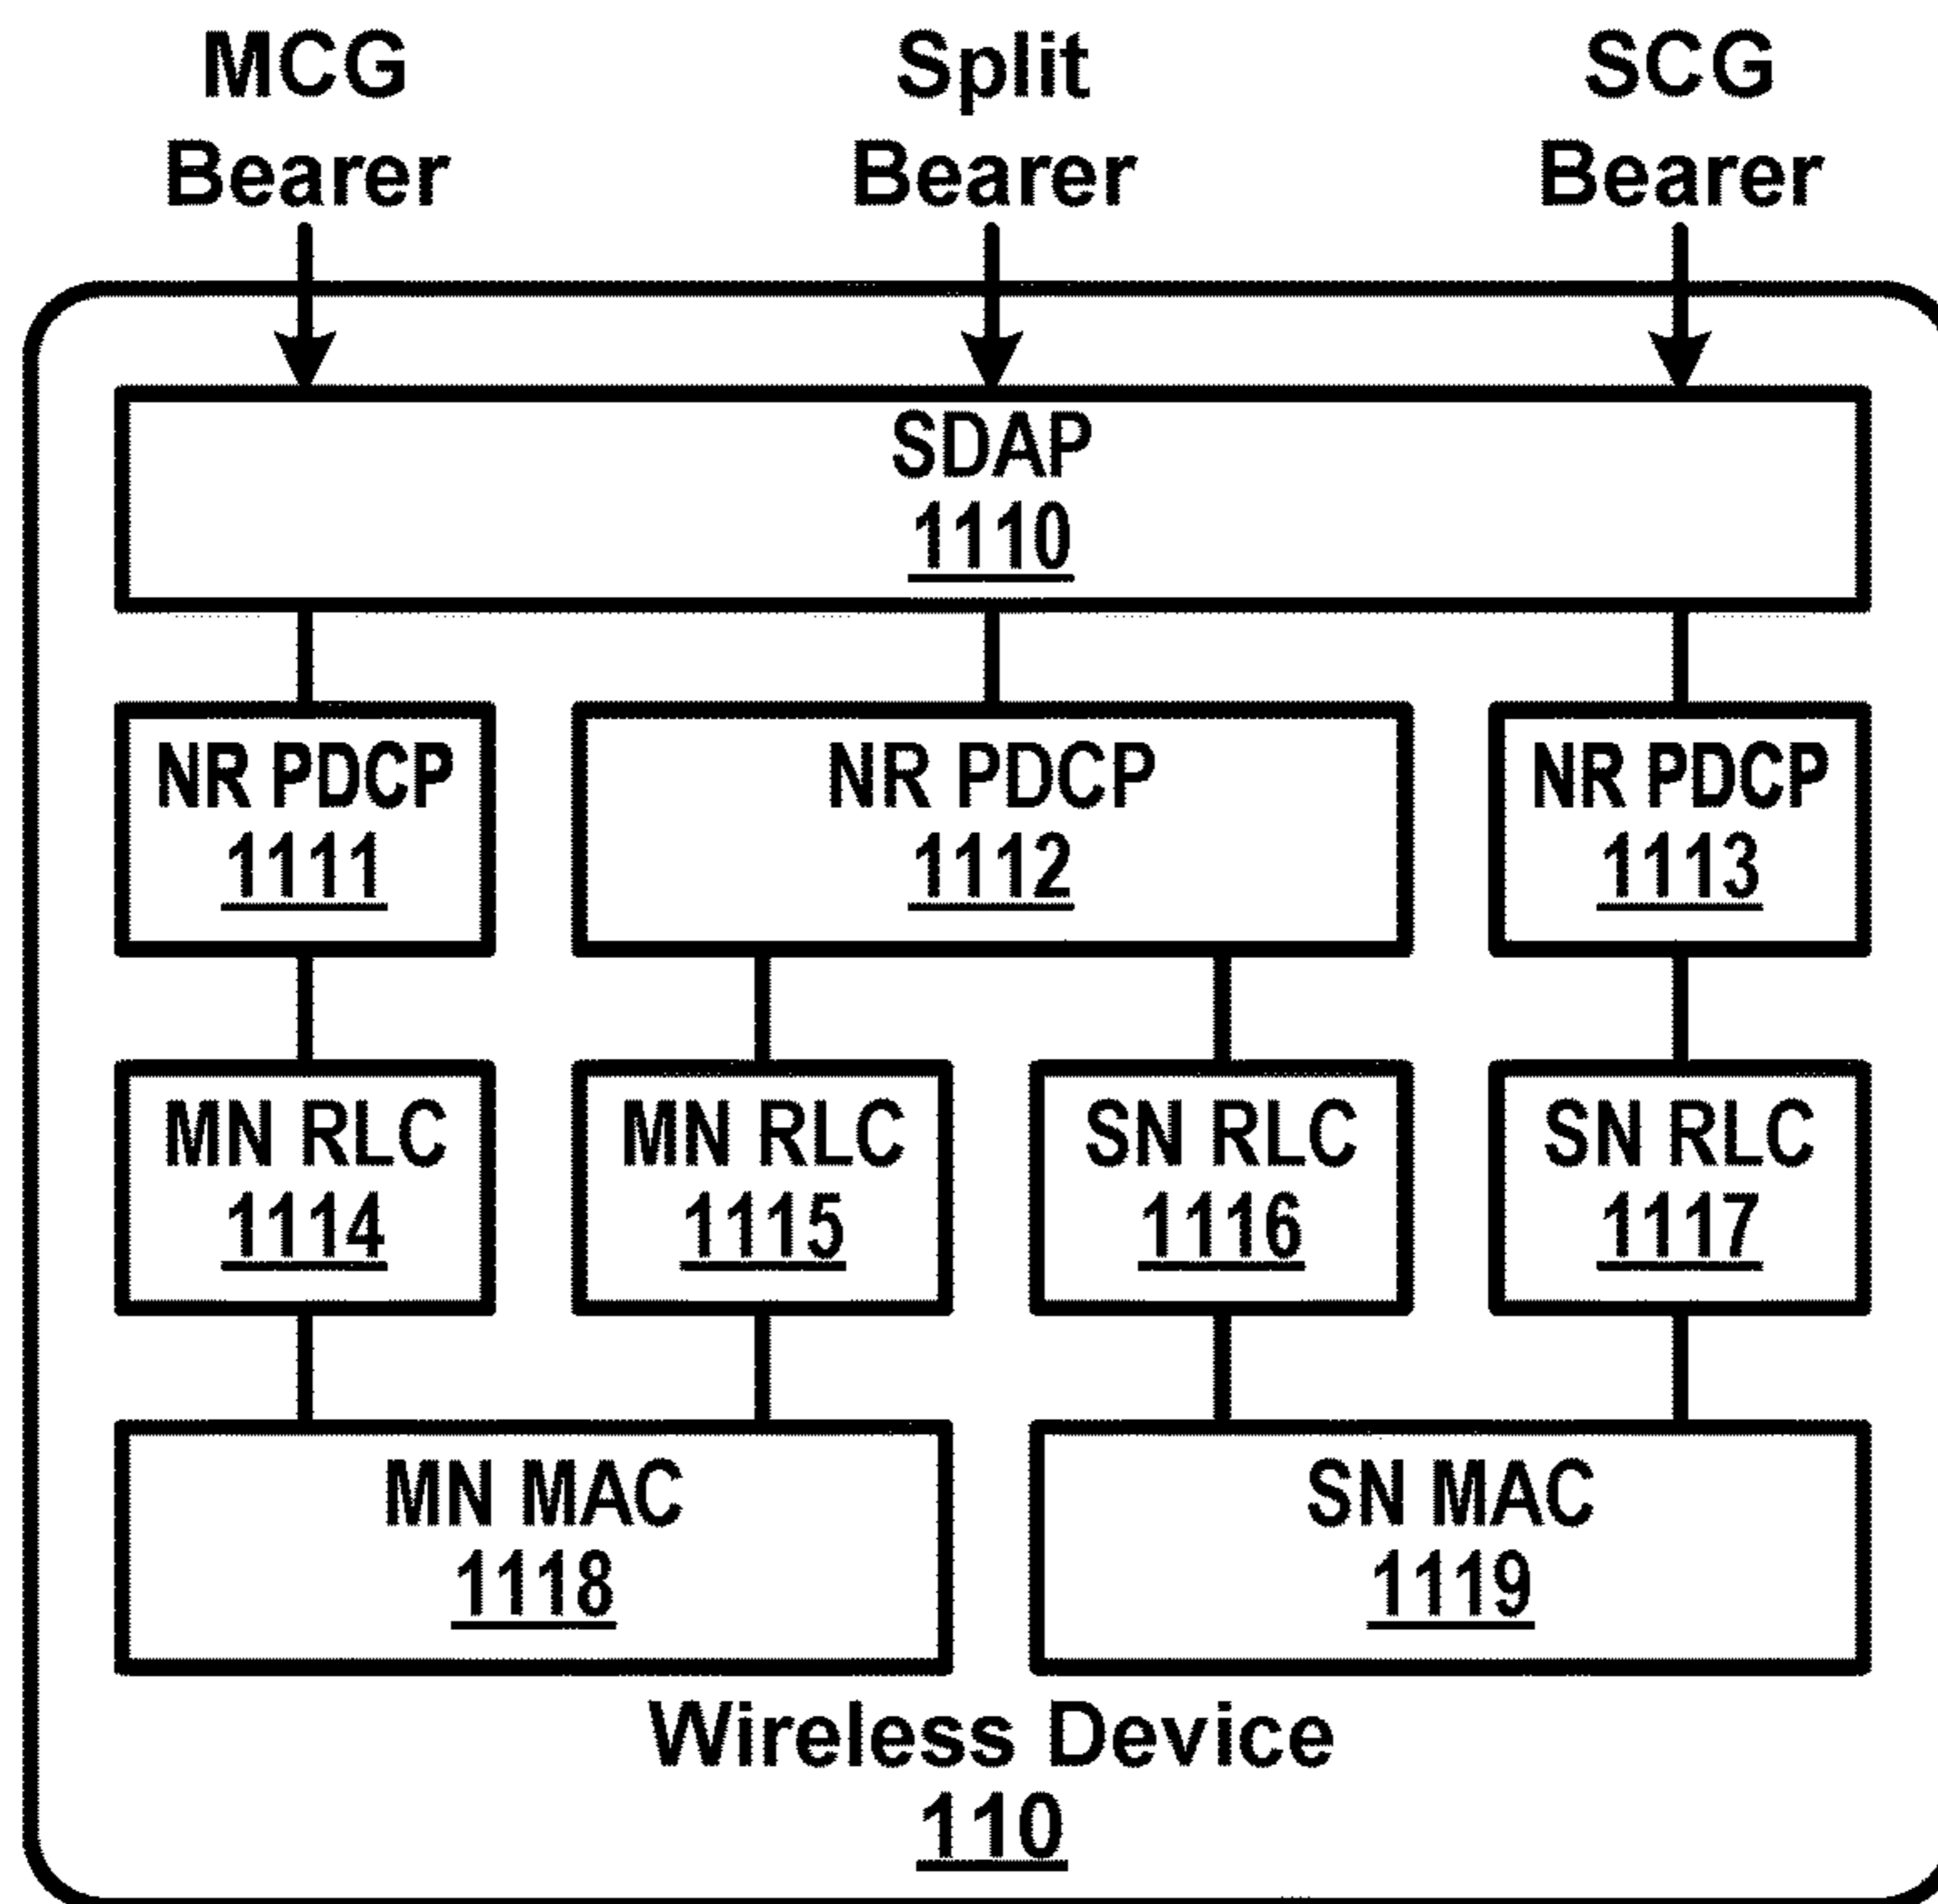 MCG Split SCG
Bearer Bearer Bearer
SDAP
1110
NR PDCP NR PDCP NR PDCP
1111 1112 1113
MN RLC MN RLC SN RLC SN RLC
1114 1115 1116 1117
MN MAC SN MAC
1118 1119
Wireless Device
110